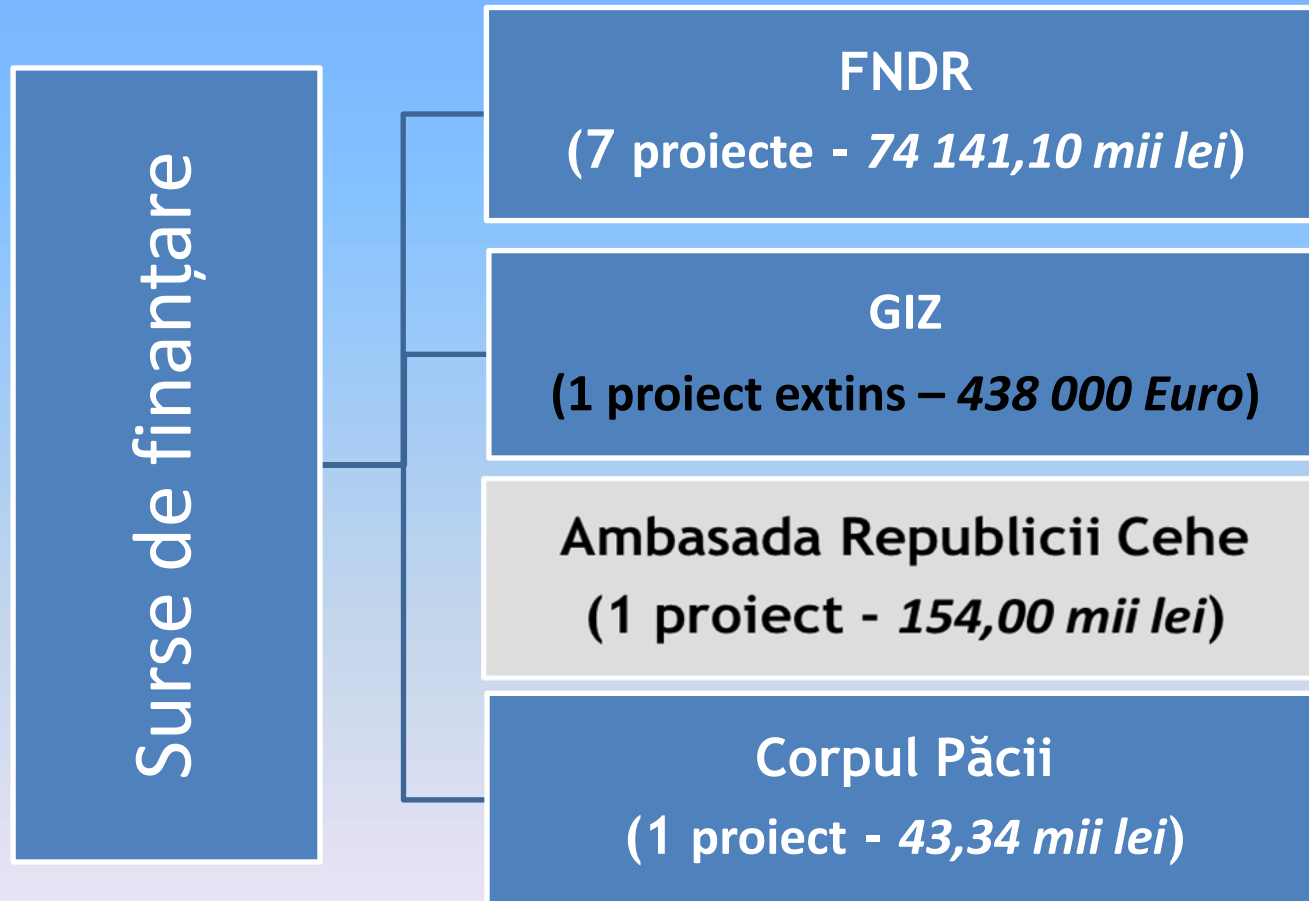 Surse de finanțare
FNDR
(7 proiecte - 74 141,10 mii lei)
GIZ
(1 proiect extins – 438 000 Euro)
Ambasada Republicii Cehe
(1 proiect - 154,00 mii lei)
Corpul Păcii
(1 proiect - 43,34 mii lei)